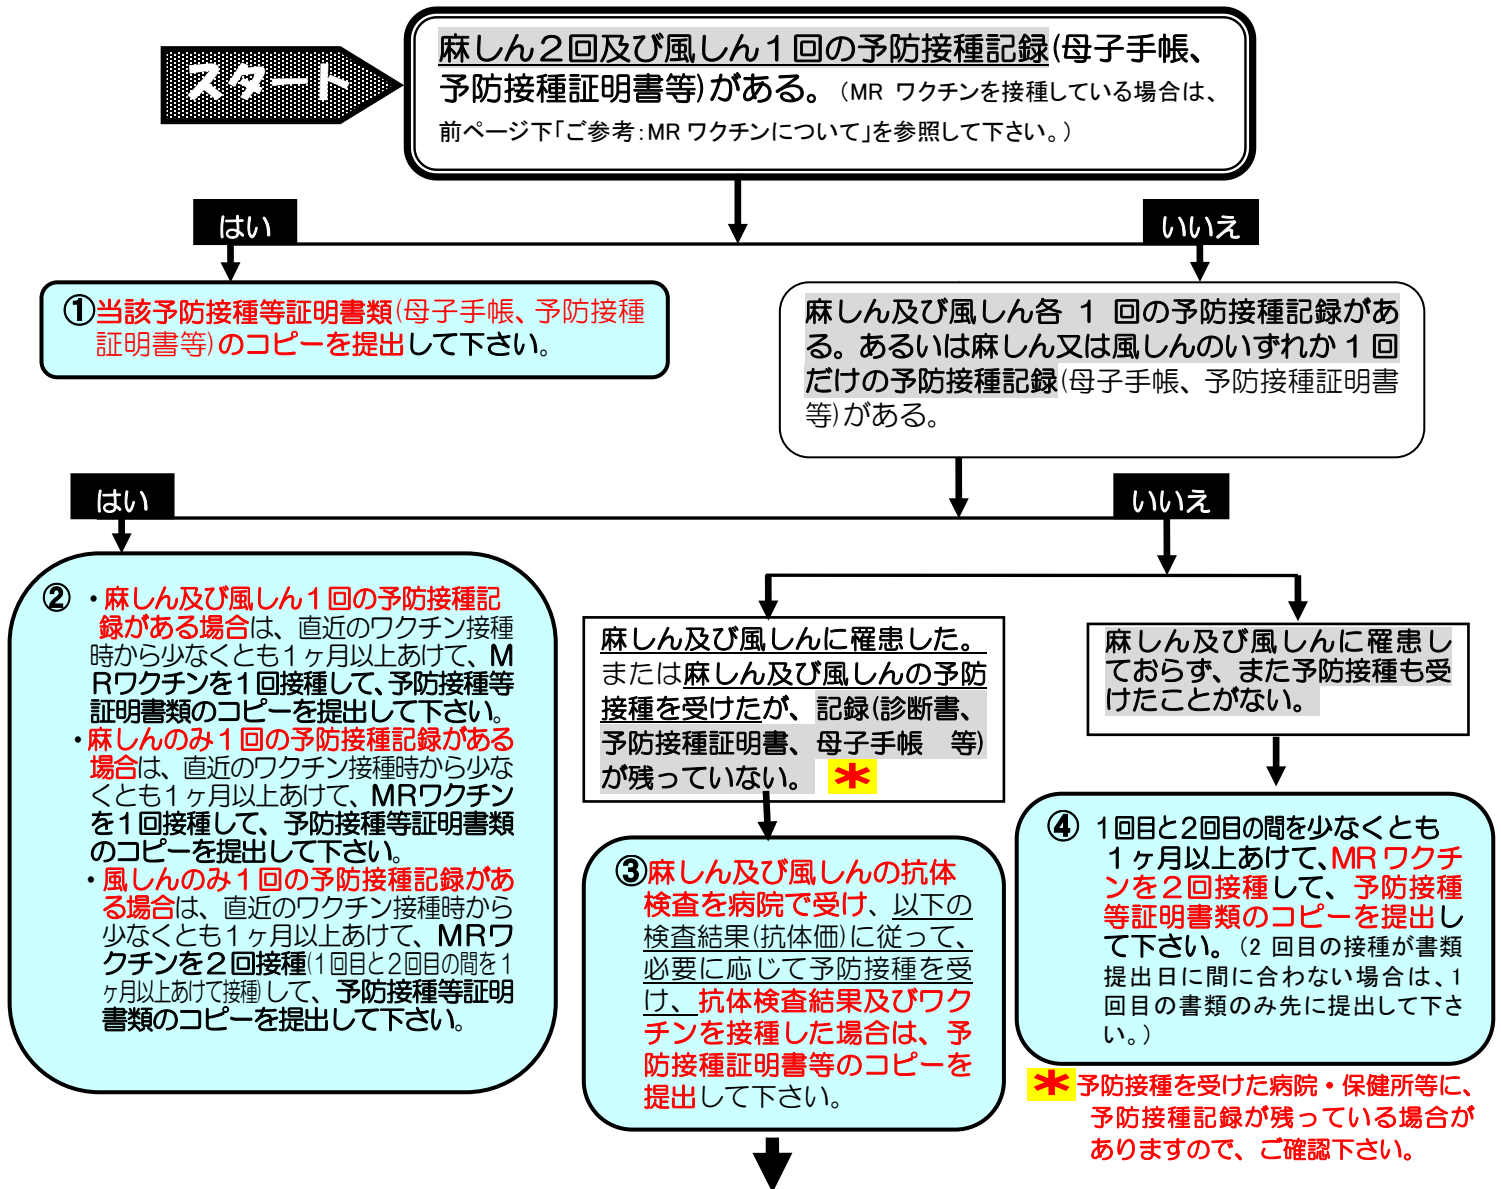 スタート
麻しん２回及び風しん１回の予防接種記録(母子手帳、
予防接種証明書等)がある。（MR ワクチンを接種している場合は、
前ページ下「ご参考：MR ワクチンについて」を参照して下さい。）
はい
いいえ
①当該予防接種等証明書類(母子手帳、予防接種
証明書等)のコピーを提出して下さい。
麻しん及び風しん各 1 回の予防接種記録があ
る。あるいは麻しん又は風しんのいずれか 1 回
だけの予防接種記録(母子手帳、予防接種証明書
等)がある。
はい
いいえ
② ・麻しん及び風しん１回の予防接種記
録がある場合は、直近のワクチン接種
時から少なくとも１ヶ月以上あけて、M
Rワクチンを１回接種して、予防接種等
証明書類のコピーを提出して下さい。
・麻しんのみ１回の予防接種記録がある
場合は、直近のワクチン接種時から少な
くとも１ヶ月以上あけて、MRワクチン
を１回接種して、予防接種等証明書類
のコピーを提出して下さい。
・風しんのみ１回の予防接種記録があ
る場合は、直近のワクチン接種時から
少なくとも１ヶ月以上あけて、MRワ
クチンを２回接種(１回目と２回目の間を１
ヶ月以上あけて接種)して、予防接種等証明
書類のコピーを提出して下さい。
麻しん及び風しんに罹患した。
または麻しん及び風しんの予防
接種を受けたが、記録(診断書、
予防接種証明書、母子手帳　等)
が残っていない。 ＊
麻しん及び風しんに罹患し
ておらず、また予防接種も受
けたことがない。
③麻しん及び風しんの抗体
検査を病院で受け、以下の
検査結果(抗体価)に従って、
必要に応じて予防接種を受
け、抗体検査結果及びワク
チンを接種した場合は、予
防接種証明書等のコピーを
提出して下さい。
④ １回目と２回目の間を少なくとも
１ヶ月以上あけて、MR ワクチ
ンを２回接種して、予防接種
等証明書類のコピーを提出し
て下さい。（2 回目の接種が書類
提出日に間に合わない場合は、1
回目の書類のみ先に提出して下さ
い。）
＊予防接種を受けた病院・保健所等に、
予防接種記録が残っている場合が
ありますので、ご確認下さい。